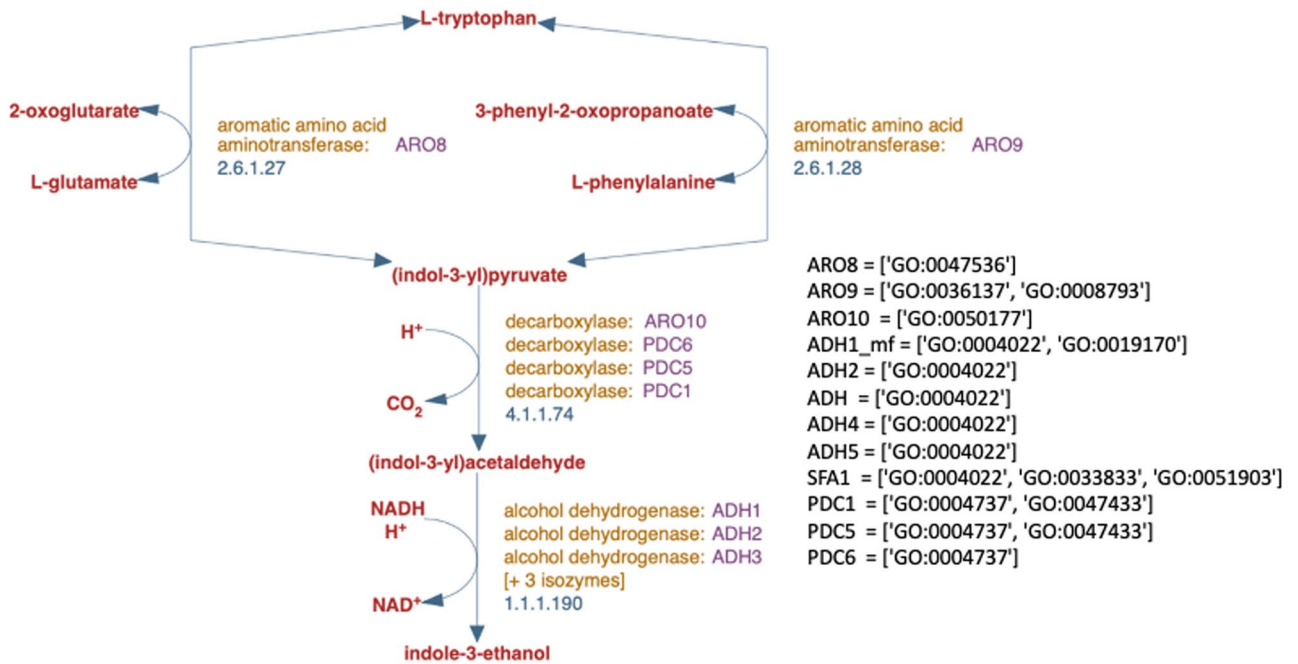 L-tryptophan
2-oxoglutarate
L-glutamate
aromatic amino acid
aminotransferase: ARO8
2.6.1.27
3-phenyl-2-oxopropanoate
L-phenylalanine
aromatic amino acid
aminotransferase: ARO9
2.6.1.28
(indol-3-yl)pyruvate
H+
CO2
decarboxylase: ARO10
decarboxylase: PDC6
decarboxylase: PDC5
decarboxylase: PDC1
4.1.1.74
(indol-3-yl)acetaldehyde
NADH
H+
NAD+
alcohol dehydrogenase: ADH1
alcohol dehydrogenase: ADH2
alcohol dehydrogenase: ADH3
[+ 3 isozymes]
1.1.1.190
indole-3-ethanol
ARO8 = ['GO:0047536']
ARO9 = ['GO:0036137', 'GO:0008793']
ARO10 = ['GO:0050177']
ADH1_mf = ['GO:0004022', 'GO:0019170']
ADH2 = ['GO:0004022']
ADH = ['GO:0004022']
ADH4 = ['GO:0004022']
ADH5 = ['GO:0004022']
SFA1 = ['GO:0004022', 'GO:0033833', 'GO:0051903']
PDC1 = ['GO:0004737', 'GO:0047433']
PDC5 = ['GO:0004737', 'GO:0047433']
PDC6 = ['GO:0004737']